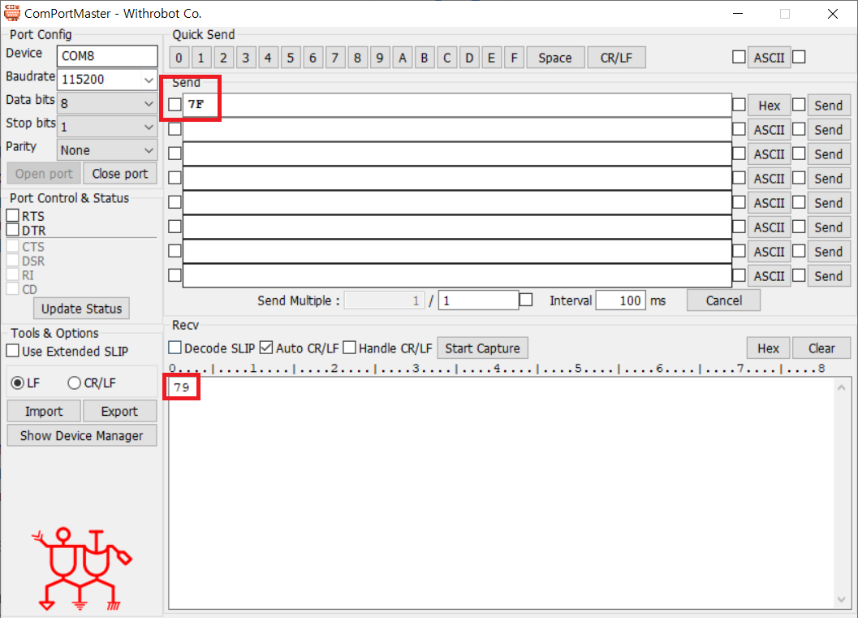 ComPortMaster - Withrobot Co.
Port Config
Device COM8
Baudrate 115200
Data bits 8
Stop bits 1
Parity None
Open port Close port
Port Control & Status
RTS
DTR
CTS
DSR
RI
CD
Update Status
Tools & Options
Use Extended SLIP
LF CR/LF
Import Export
Show Device Manager
Quick Send
0 1 2 3 4 5 6 7 8 9 A B C D E F Space CR/LF ASCII
Send
7F Hex Send
ASCII Send
ASCII Send
ASCII Send
ASCII Send
ASCII Send
ASCII Send
ASCII Send
Send Multiple : 1 / 1 Interval 100 ms Cancel
Recv
Decode SLIP Auto CR/LF Handle CR/LF Start Capture Hex Clear
0....|....1....|....2....|....3....|....4....|....5....|....6....|....7....|....8
79